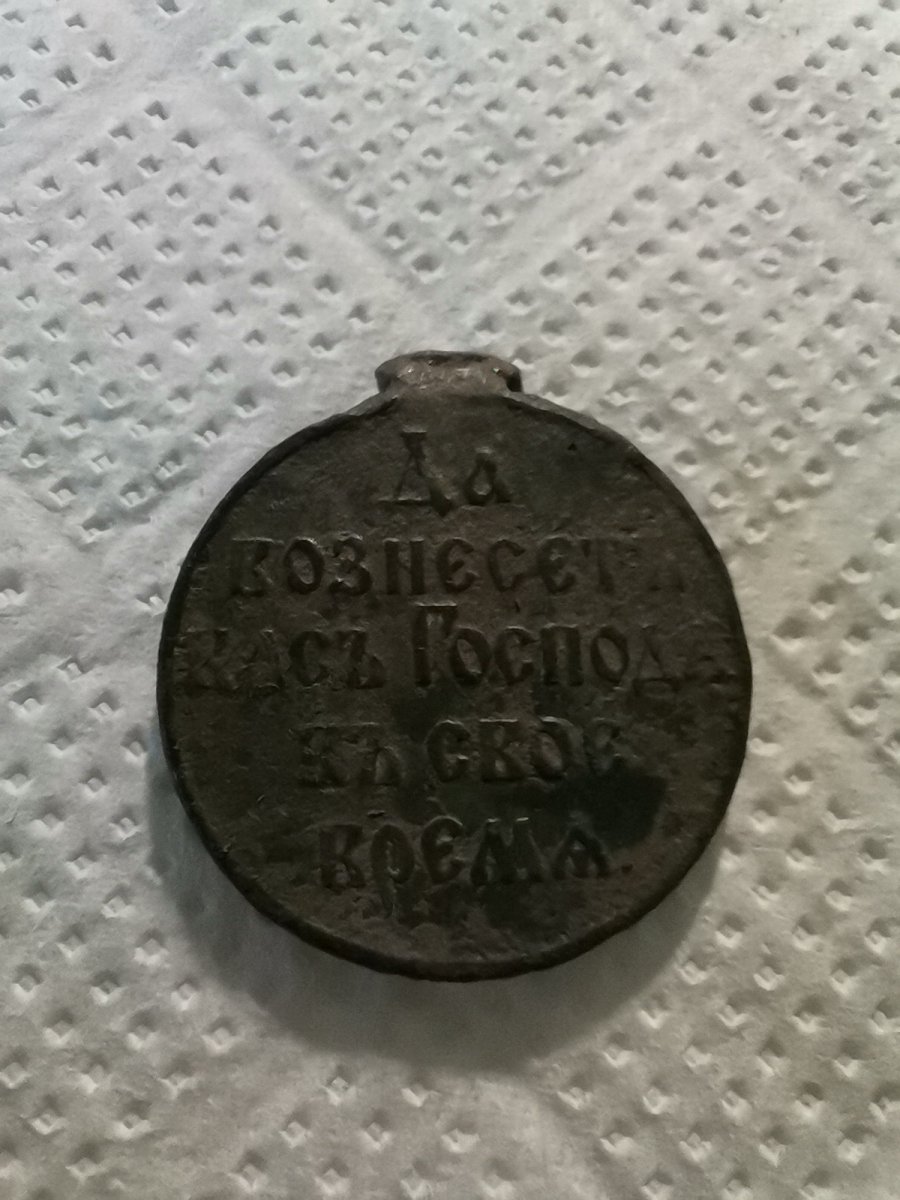 Да
вознесетъ
васъ Господь
въ свое
время.